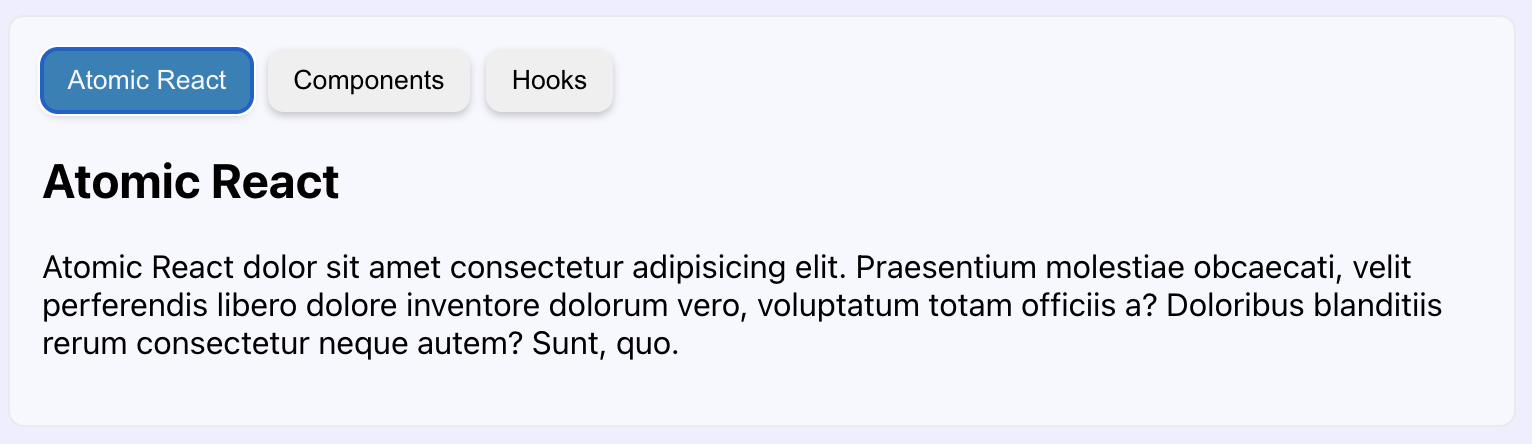 Atomic React Components Hooks
Atomic React
Atomic React dolor sit amet consectetur adipisicing elit. Praesentium molestiae obcaecati, velit
perferendis libero dolore inventore dolorum vero, voluptatum totam officiis a? Doloribus blanditiis
rerum consectetur neque autem? Sunt, quo.